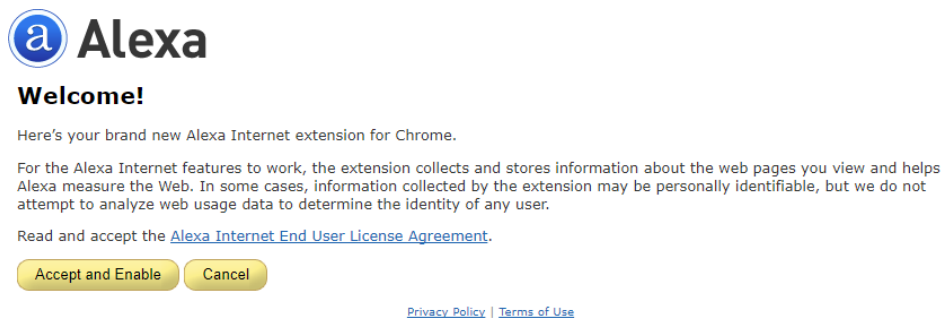 a Alexa
Welcome!
Here's your brand new Alexa Internet extension for Chrome.
For the Alexa Internet features to work, the extension collects and stores information about the web pages you view and helps
Alexa measure the Web. In some cases, information collected by the extension may be personally identifiable, but we do not
attempt to analyze web usage data to determine the identity of any user.
Read and accept the Alexa Internet End User License Agreement.
Accept and Enable Cancel
Privacy Policy | Terms of Use